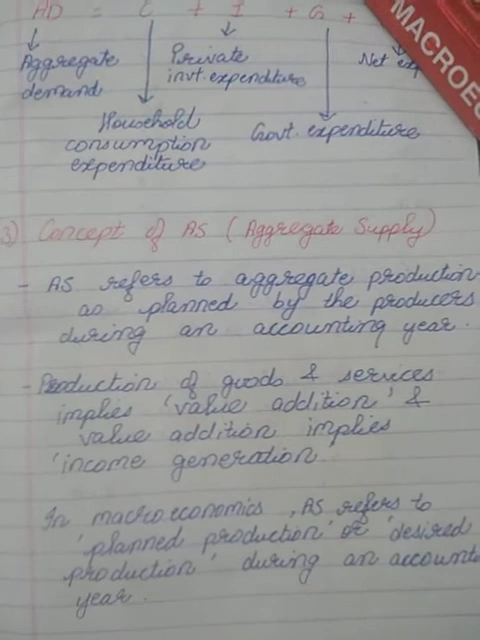 AD = C + I + G +
Aggregate demand
Private invt. expenditure
Net exp
Household consumption expenditure
Govt. expenditure
MACROEC
3) Concept of AS (Aggregate Supply)
- AS refers to aggregate production
as planned by the producers
during an accounting year.
- Production of goods & services
implies 'value addition' &
value addition implies
'income generation
In macroeconomics, AS refers to
'planned production' or 'desired
production' during an account
year.